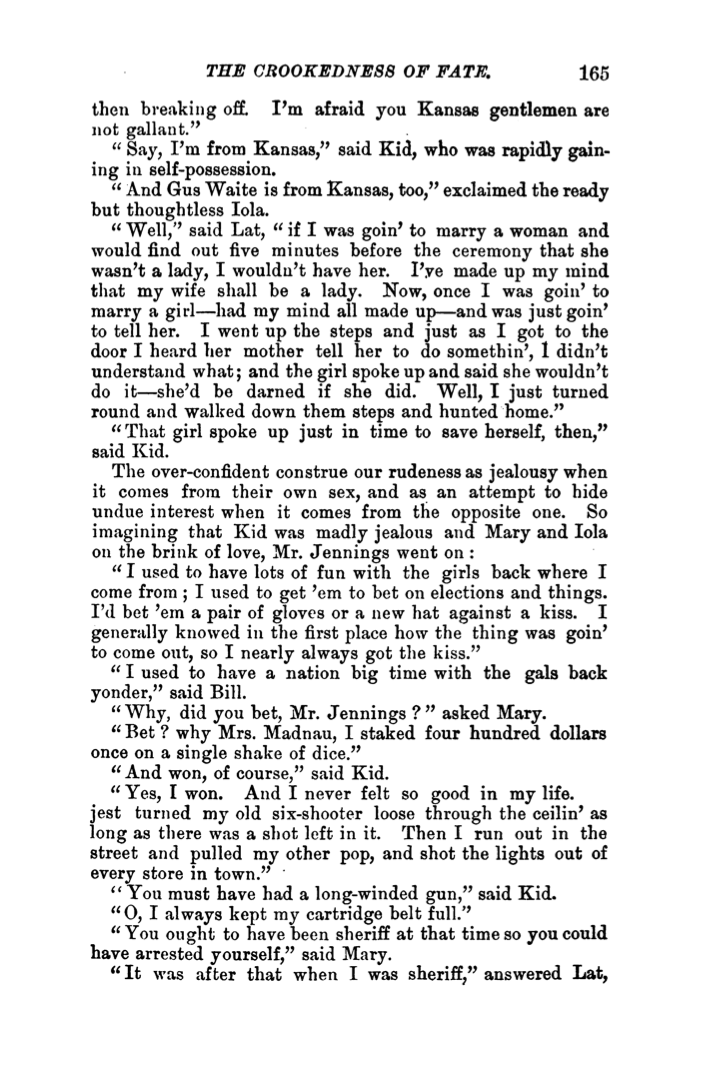 THE CROOKEDNESS OF FATE. 165
then breaking off. I'm afraid you Kansas gentlemen are
not gallant."
"Say, I'm from Kansas," said Kid, who was rapidly gain-
ing in self-possession.
"And Gus Waite is from Kansas, too," exclaimed the ready
but thoughtless Iola.
"Well," said Lat, "if I was goin' to marry a woman and
would find out five minutes before the ceremony that she
wasn't a lady, I wouldn't have her. I've made up my mind
that my wife shall be a lady. Now, once I was goin' to
marry a girl—had my mind all made up—and was just goin'
to tell her. I went up the steps and just as I got to the
door I heard her mother tell her to do somethin', I didn't
understand what; and the girl spoke up and said she wouldn't
do it—she'd be darned if she did. Well, I just turned
round and walked down them steps and hunted home."
"That girl spoke up just in time to save herself, then,"
said Kid.
The over-confident construe our rudeness as jealousy when
it comes from their own sex, and as an attempt to hide
undue interest when it comes from the opposite one. So
imagining that Kid was madly jealous and Mary and Iola
on the brink of love, Mr. Jennings went on:
"I used to have lots of fun with the girls back where I
come from; I used to get 'em to bet on elections and things.
I'd bet 'em a pair of gloves or a new hat against a kiss. I
generally knowed in the first place how the thing was goin'
to come out, so I nearly always got the kiss."
"I used to have a nation big time with the gals back
yonder," said Bill.
"Why, did you bet, Mr. Jennings?" asked Mary.
"Bet? why Mrs. Madnau, I staked four hundred dollars
once on a single shake of dice."
"And won, of course," said Kid.
"Yes, I won. And I never felt so good in my life.
jest turned my old six-shooter loose through the ceilin' as
long as there was a shot left in it. Then I run out in the
street and pulled my other pop, and shot the lights out of
every store in town."
"You must have had a long-winded gun," said Kid.
"O, I always kept my cartridge belt full."
"You ought to have been sheriff at that time so you could
have arrested yourself," said Mary.
"It was after that when I was sheriff," answered Lat,